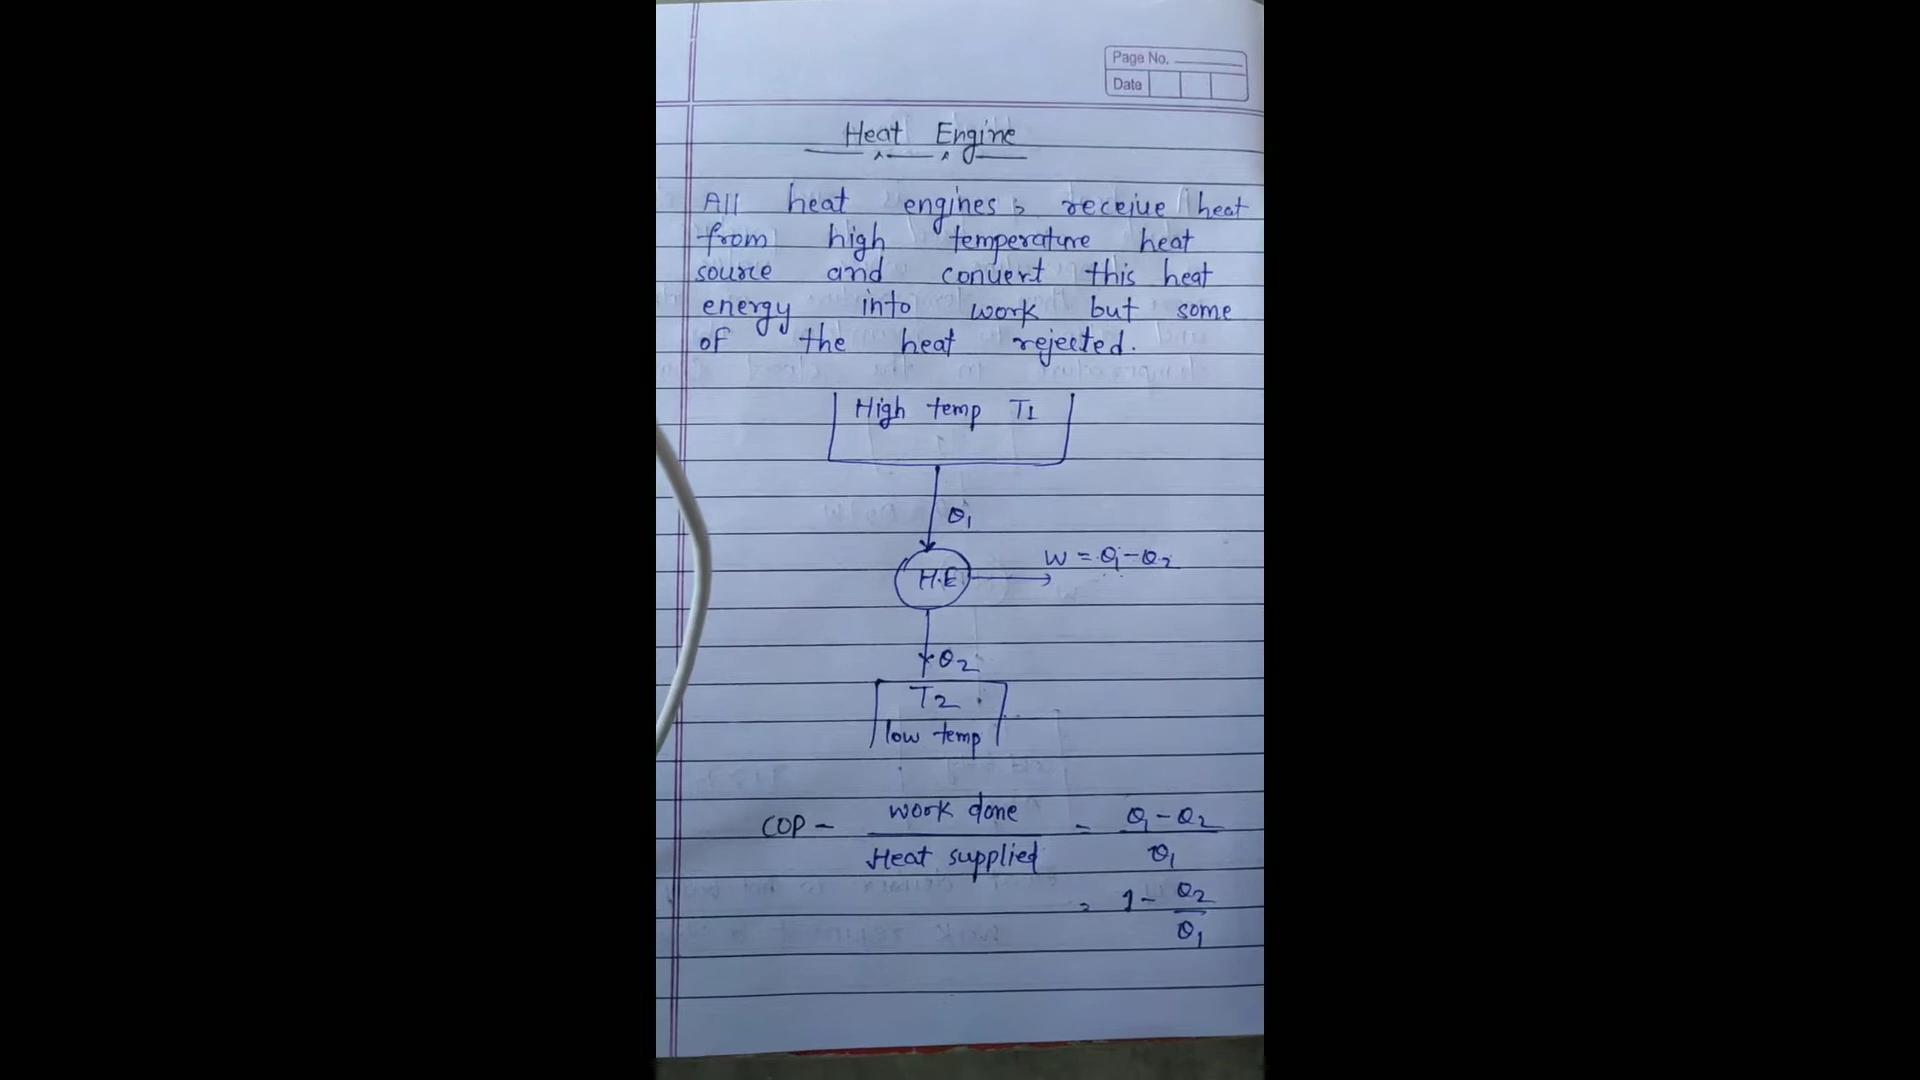 Page No.
Date
Heat Engine
All heat engines, receive heat
from high temperature heat
source and convert this heat
energy into work but some
of the heat rejected.
High temp T1
Q1
H.E
W = Q1 - Q2
Q2
T2
low temp
COP - work done / Heat supplied = Q1 - Q2 / Q1
= 1 - Q2 / Q1